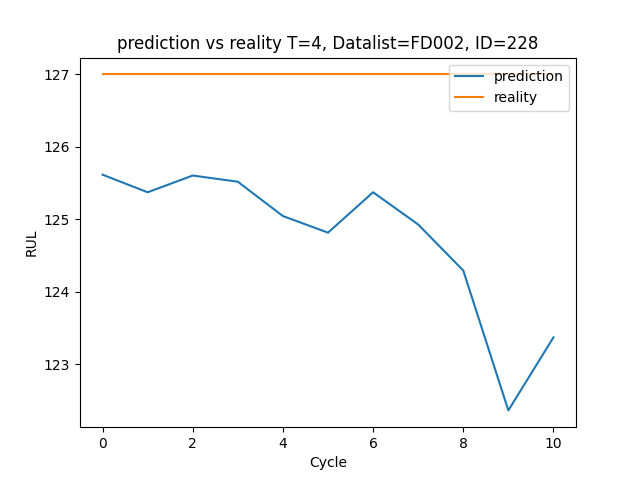 prediction vs reality T=4, Datalist=FD002, ID=228
127
126
125
124
123
RUL
prediction
reality
0 2 4 6 8 10
Cycle